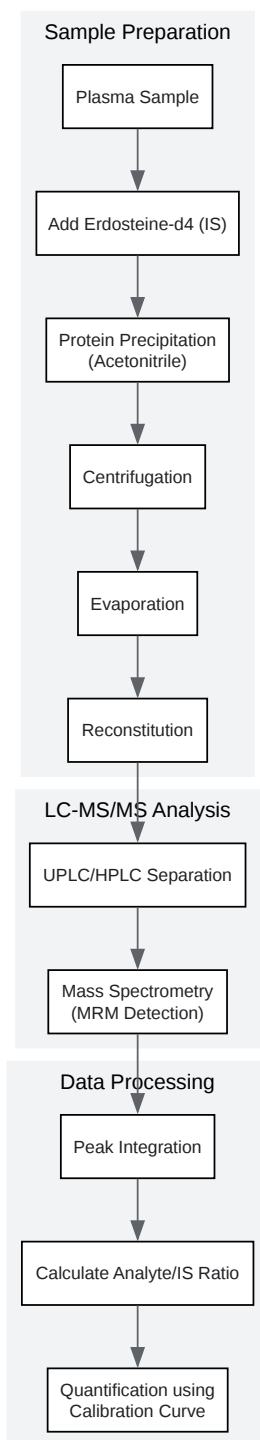 Sample Preparation
Plasma Sample
Add Erdosteine-d4 (IS)
Protein Precipitation
(Acetonitrile)
Centrifugation
Evaporation
Reconstitution
LC-MS/MS Analysis
UPLC/HPLC Separation
Mass Spectrometry
(MRM Detection)
Data Processing
Peak Integration
Calculate Analyte/IS Ratio
Quantification using
Calibration Curve